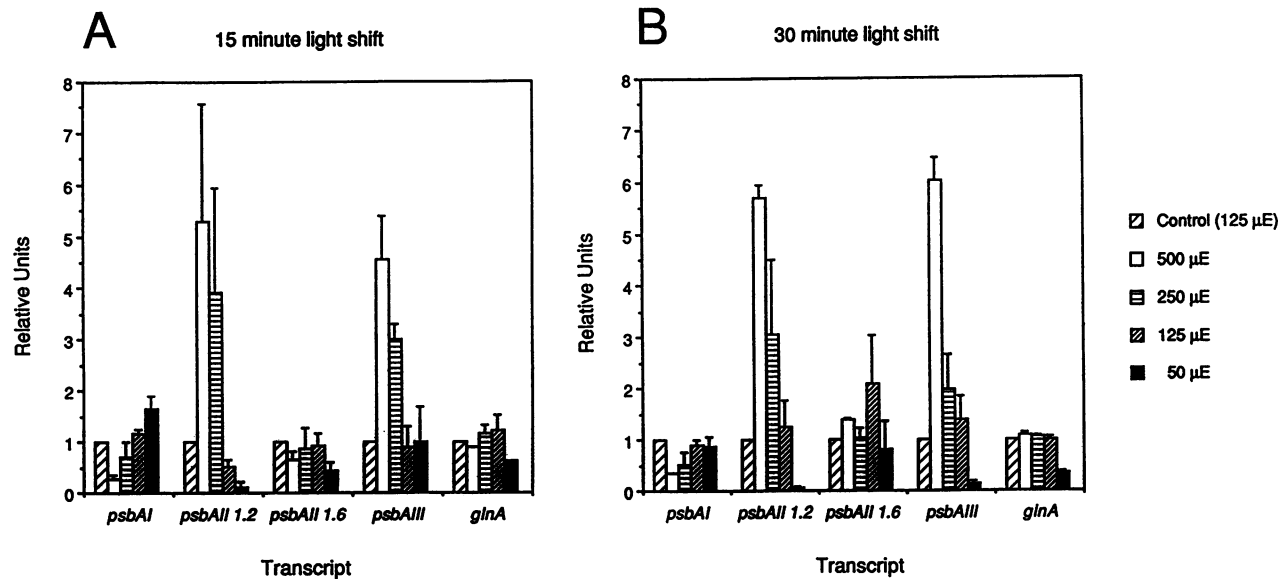 A
15 minute light shift
8
7
6
5
4
3
2
1
0
Relative Units
psbAI psbAII 1.2 psbAII 1.6 psbAIII glnA
Transcript
B
30 minute light shift
8
7
6
5
4
3
2
1
0
Relative Units
psbAI psbAII 1.2 psbAII 1.6 psbAIII glnA
Transcript
Control (125 µE)
500 µE
250 µE
125 µE
50 µE